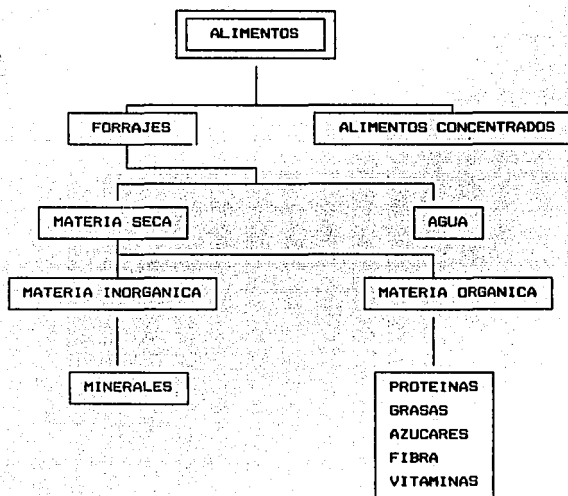 ALIMENTOS
FORRAJES
ALIMENTOS CONCENTRADOS
MATERIA SECA
AGUA
MATERIA INORGANICA
MATERIA ORGANICA
MINERALES
PROTEINAS
GRASAS
AZUCARES
FIBRA
VITAMINAS